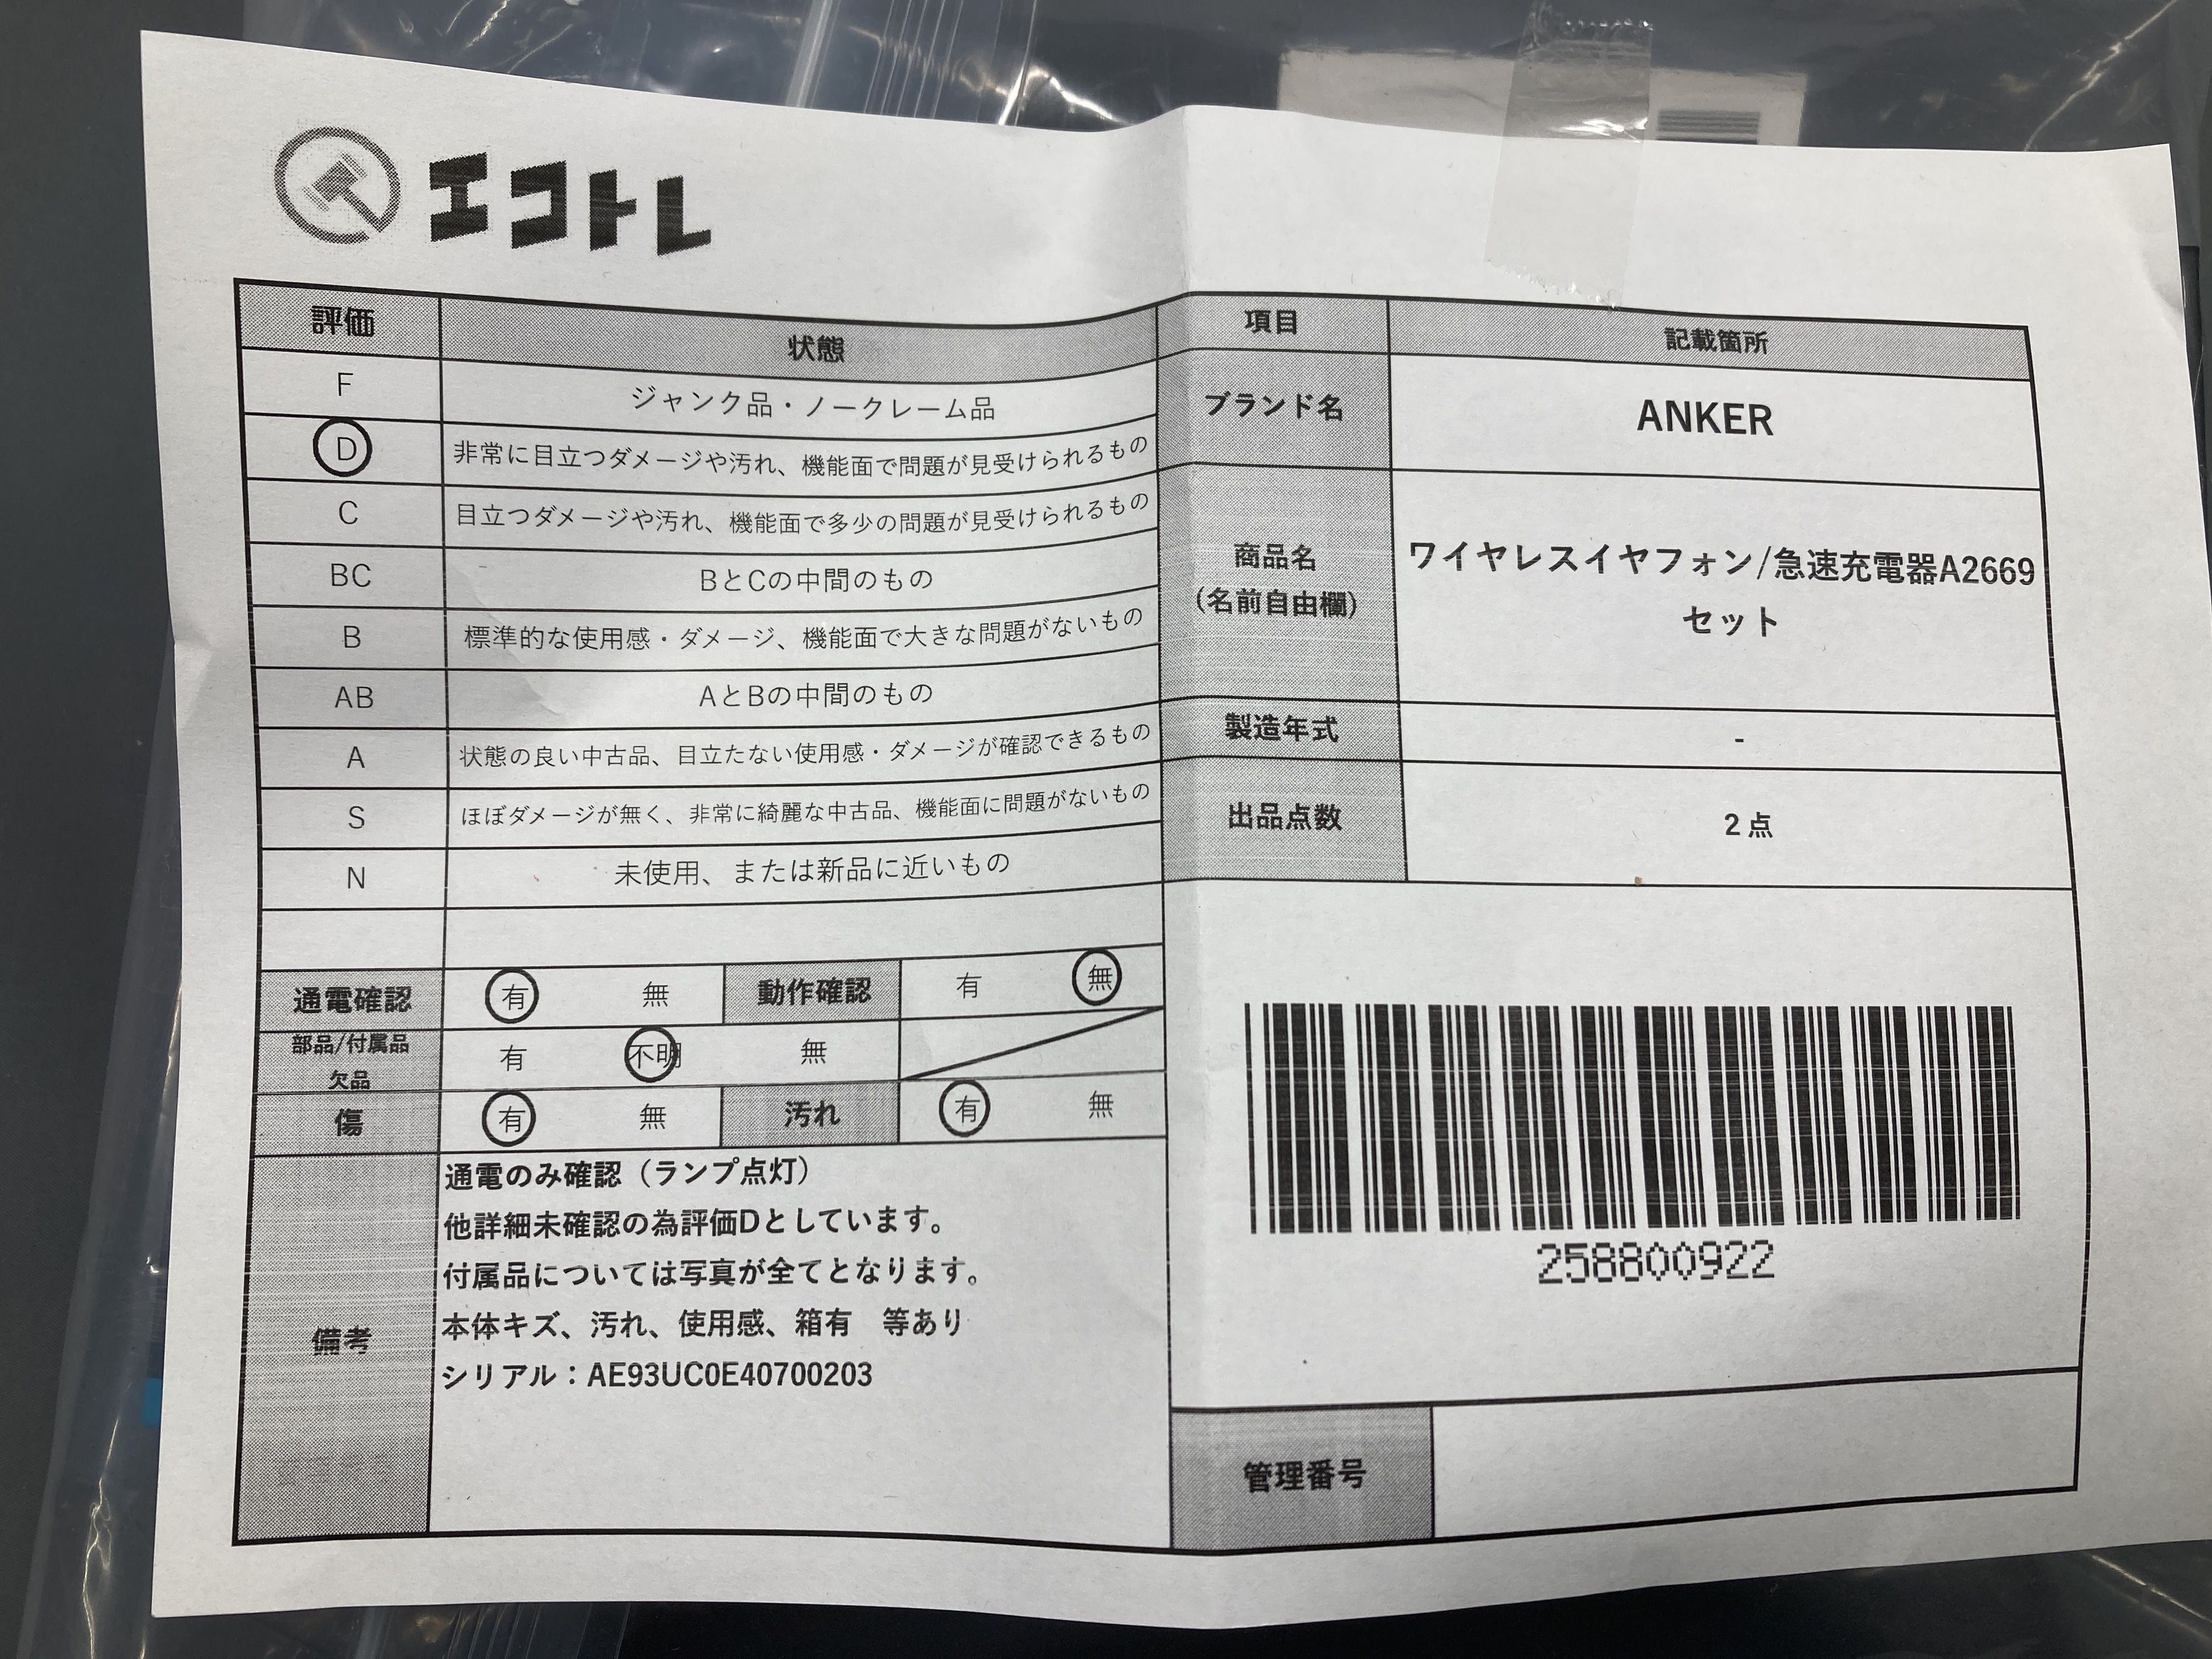 エコトレ
評価 状態
F ジャンク品・ノークレーム品
D 非常に目立つダメージや汚れ、機能面で問題が見受けられるもの
C 目立つダメージや汚れ、機能面で多少の問題が見受けられるもの
BC BとCの中間のもの
B 標準的な使用感・ダメージ、機能面で大きな問題がないもの
AB AとBの中間のもの
A 状態の良い中古品、目立たない使用感・ダメージが確認できるもの
S ほぼダメージが無く、非常に綺麗な中古品、機能面に問題がないもの
N 未使用、または新品に近いもの
通電確認 有 無 動作確認 有 無
部品/付属品
欠品 有 不明 無
傷 有 無 汚れ 有 無
備考
通電のみ確認（ランプ点灯）
他詳細未確認の為評価Dとしています。
付属品については写真が全てとなります。
本体キズ、汚れ、使用感、箱有　等あり
シリアル：AE93UC0E40700203
項目 記載箇所
ブランド名 ANKER
商品名
(名前自由欄)
ワイヤレスイヤフォン/急速充電器A2669
セット
製造年式 -
出品点数 2点
258800922
管理番号